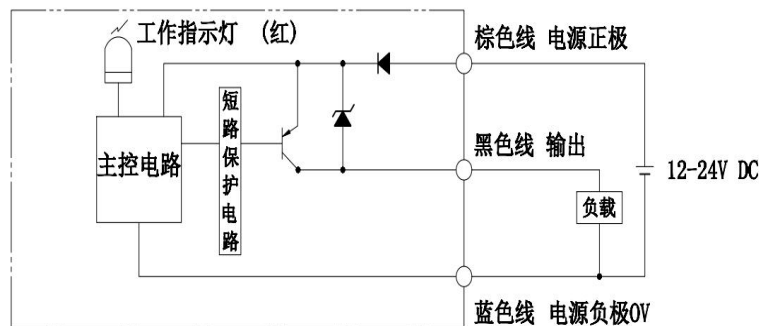 工作指示灯 (红)
棕色线 电源正极
短路保护电路
主控电路
黑色线 输出
12-24V DC
负载
蓝色线 电源负极0V